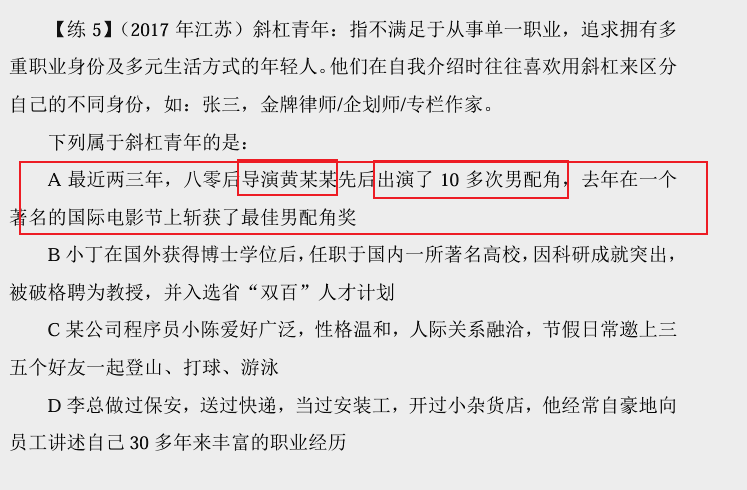 【练 5】（2017 年江苏）斜杠青年：指不满足于从事单一职业，追求拥有多
重职业身份及多元生活方式的年轻人。他们在自我介绍时往往喜欢用斜杠来区分
自己的不同身份，如：张三，金牌律师/企划师/专栏作家。
下列属于斜杠青年的是：
A 最近两三年，八零后导演黄某某先后出演了 10 多次男配角，去年在一个
著名的国际电影节上斩获了最佳男配角奖
B 小丁在国外获得博士学位后，任职于国内一所著名高校，因科研成就突出，
被破格聘为教授，并入选省“双百”人才计划
C 某公司程序员小陈爱好广泛，性格温和，人际关系融洽，节假日常邀上三
五个好友一起登山、打球、游泳
D 李总做过保安，送过快递，当过安装工，开过小杂货店，他经常自豪地向
员工讲述自己 30 多年来丰富的职业经历